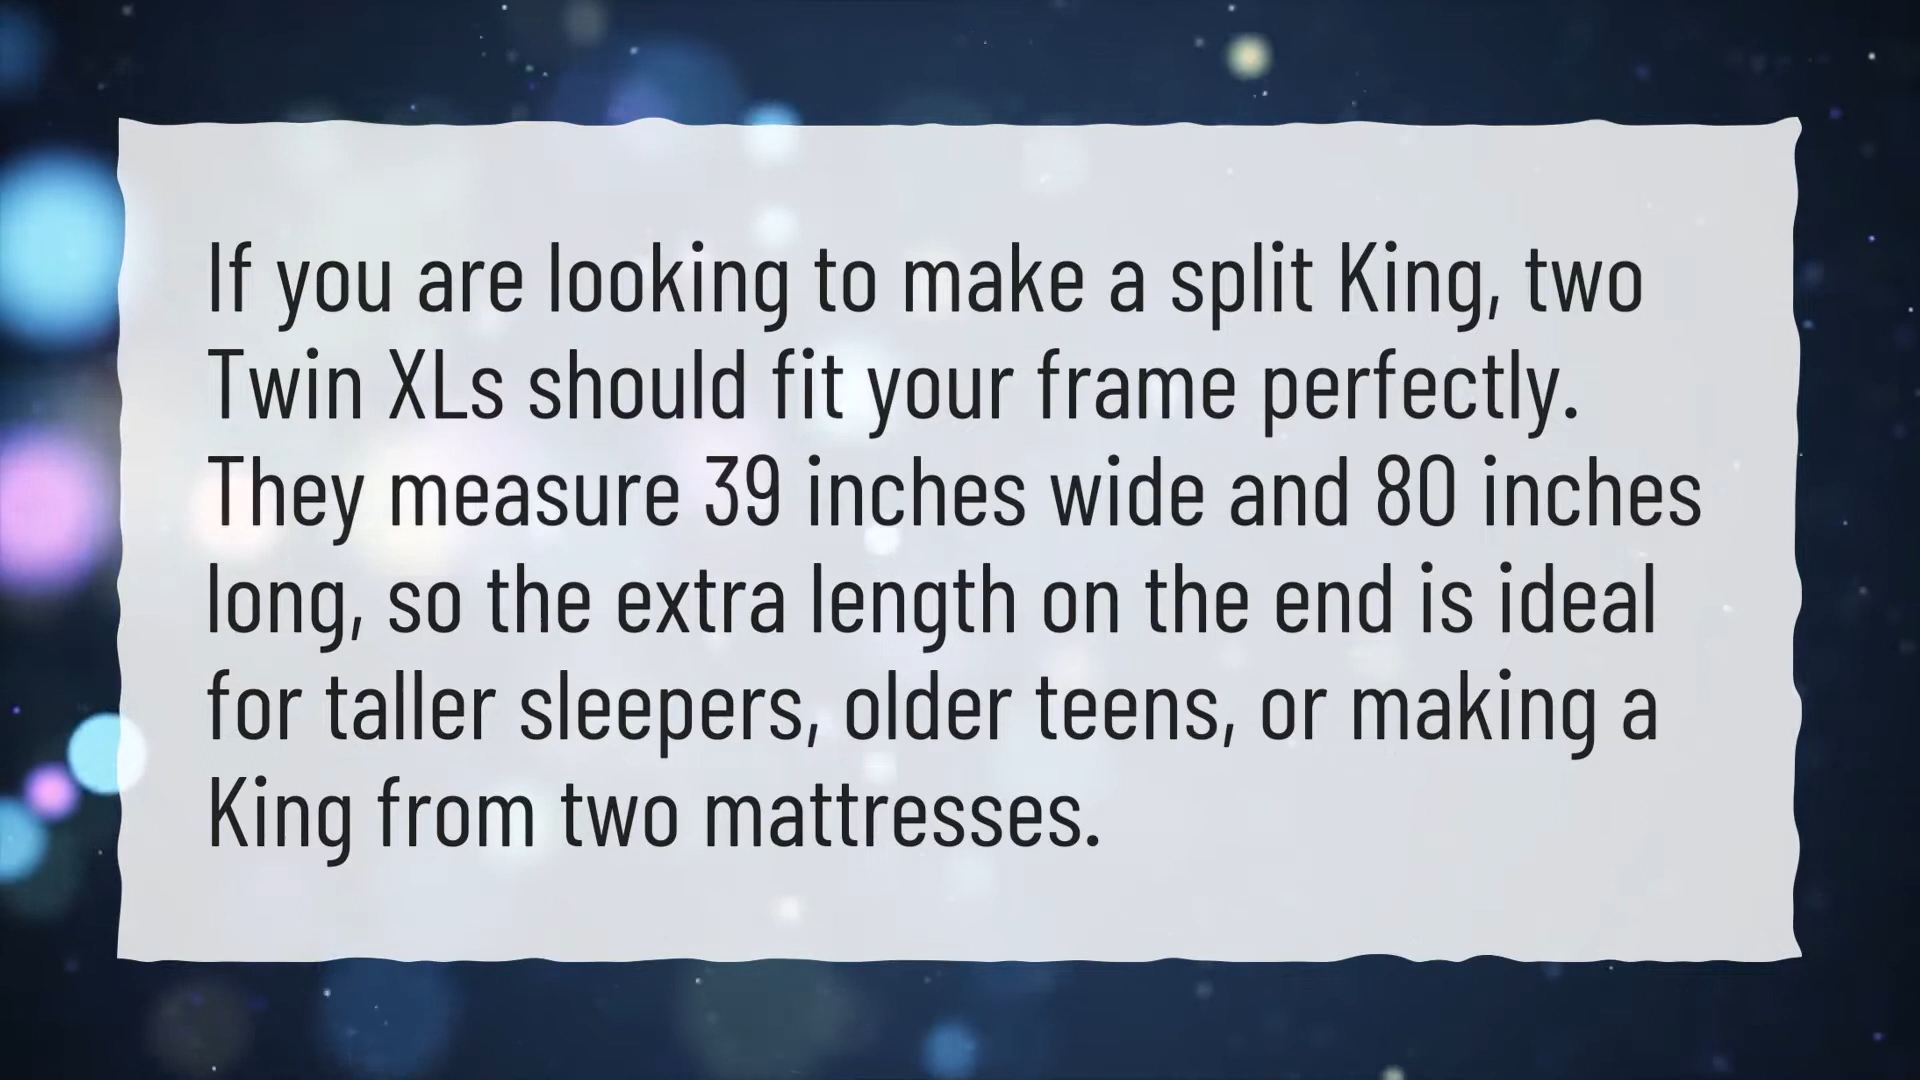 If you are looking to make a split King, two
Twin XLs should fit your frame perfectly.
They measure 39 inches wide and 80 inches
long, so the extra length on the end is ideal
for taller sleepers, older teens, or making a
King from two mattresses.